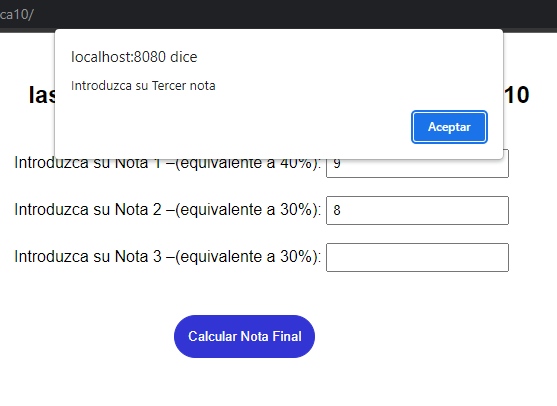 ca10/
localhost:8080 dice
Introduzca su Tercer nota
Aceptar
las 10
Introduzca su Nota 1 –(equivalente a 40%): 9
Introduzca su Nota 2 –(equivalente a 30%): 8
Introduzca su Nota 3 –(equivalente a 30%):
Calcular Nota Final